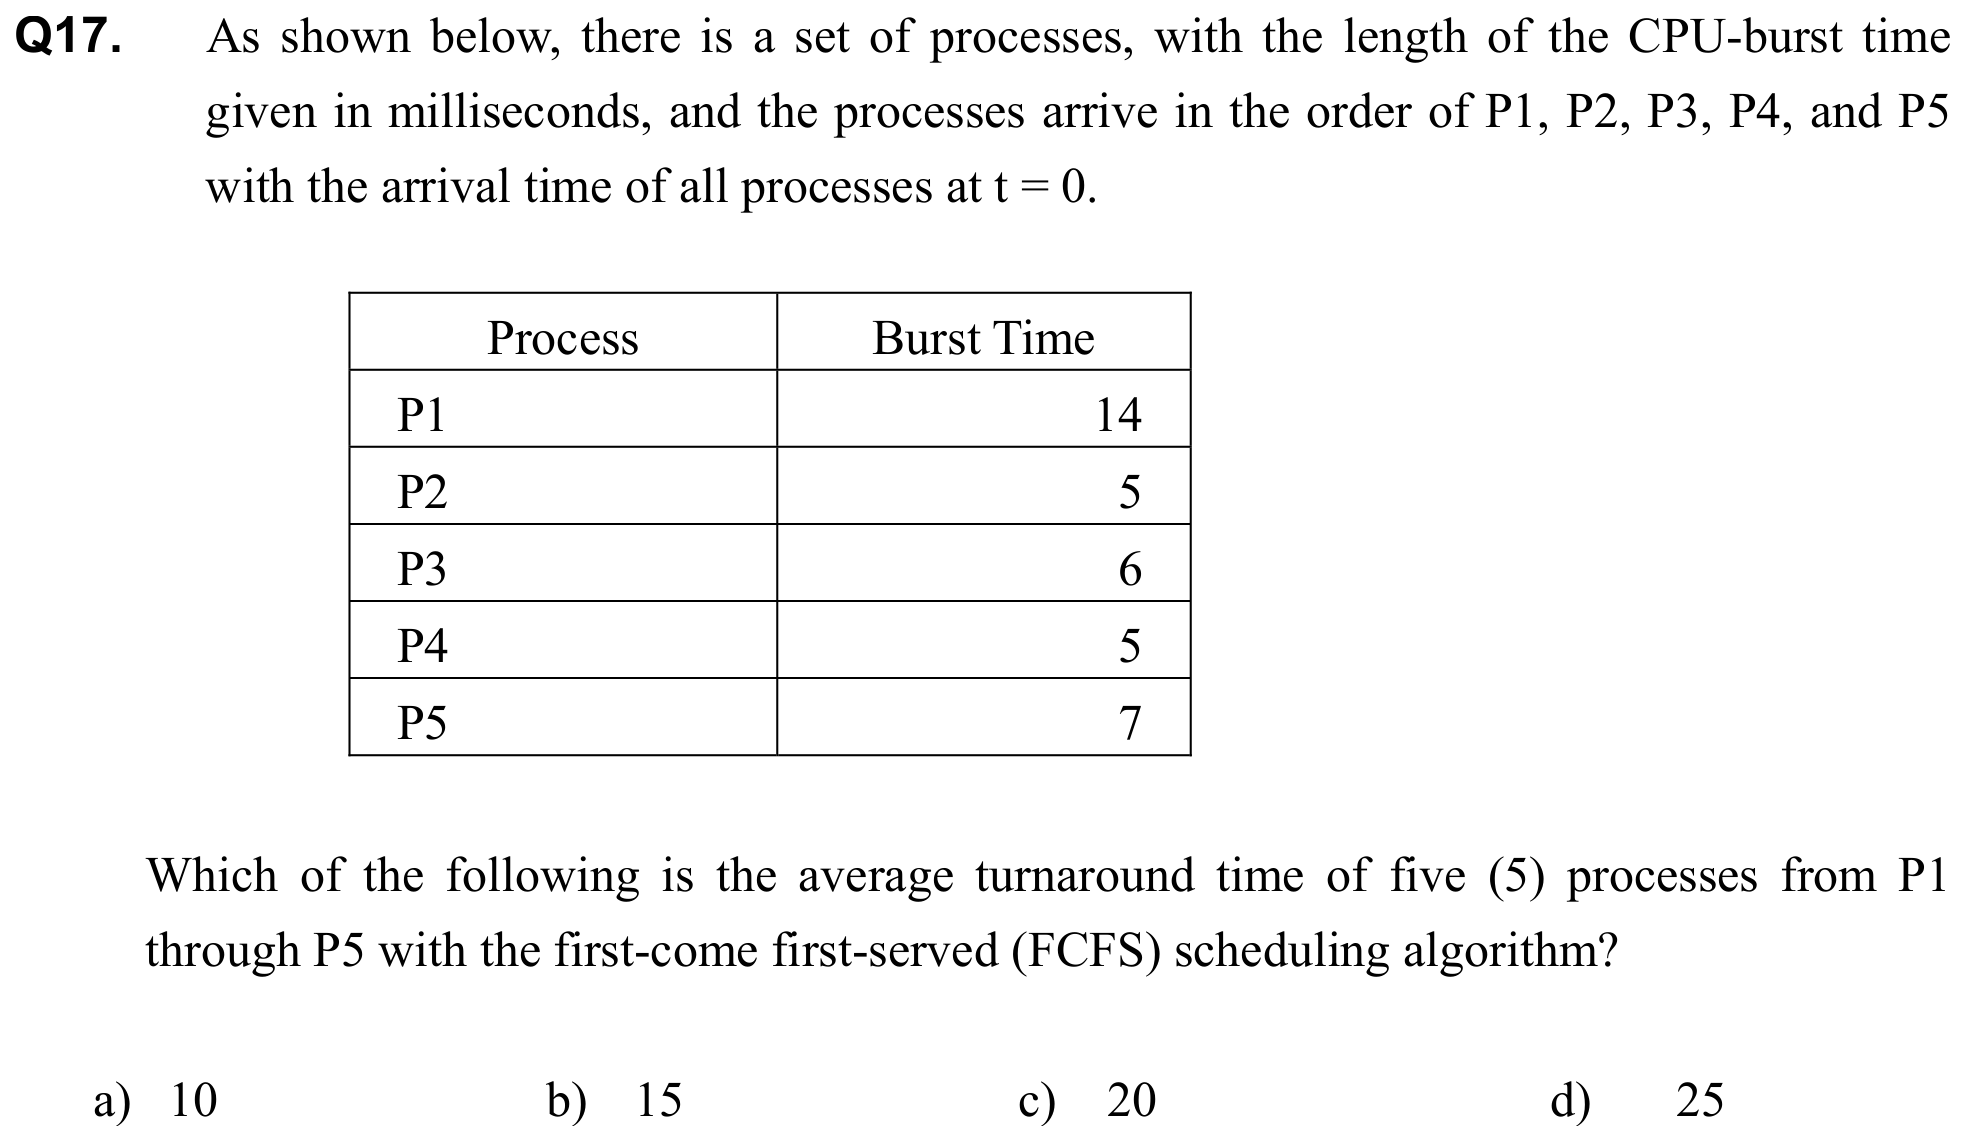 Q17. As shown below, there is a set of processes, with the length of the CPU-burst time
given in milliseconds, and the processes arrive in the order of P1, P2, P3, P4, and P5
with the arrival time of all processes at t = 0.
Process Burst Time
P1 14
P2 5
P3 6
P4 5
P5 7
Which of the following is the average turnaround time of five (5) processes from P1
through P5 with the first-come first-served (FCFS) scheduling algorithm?
a) 10 b) 15 c) 20 d) 25